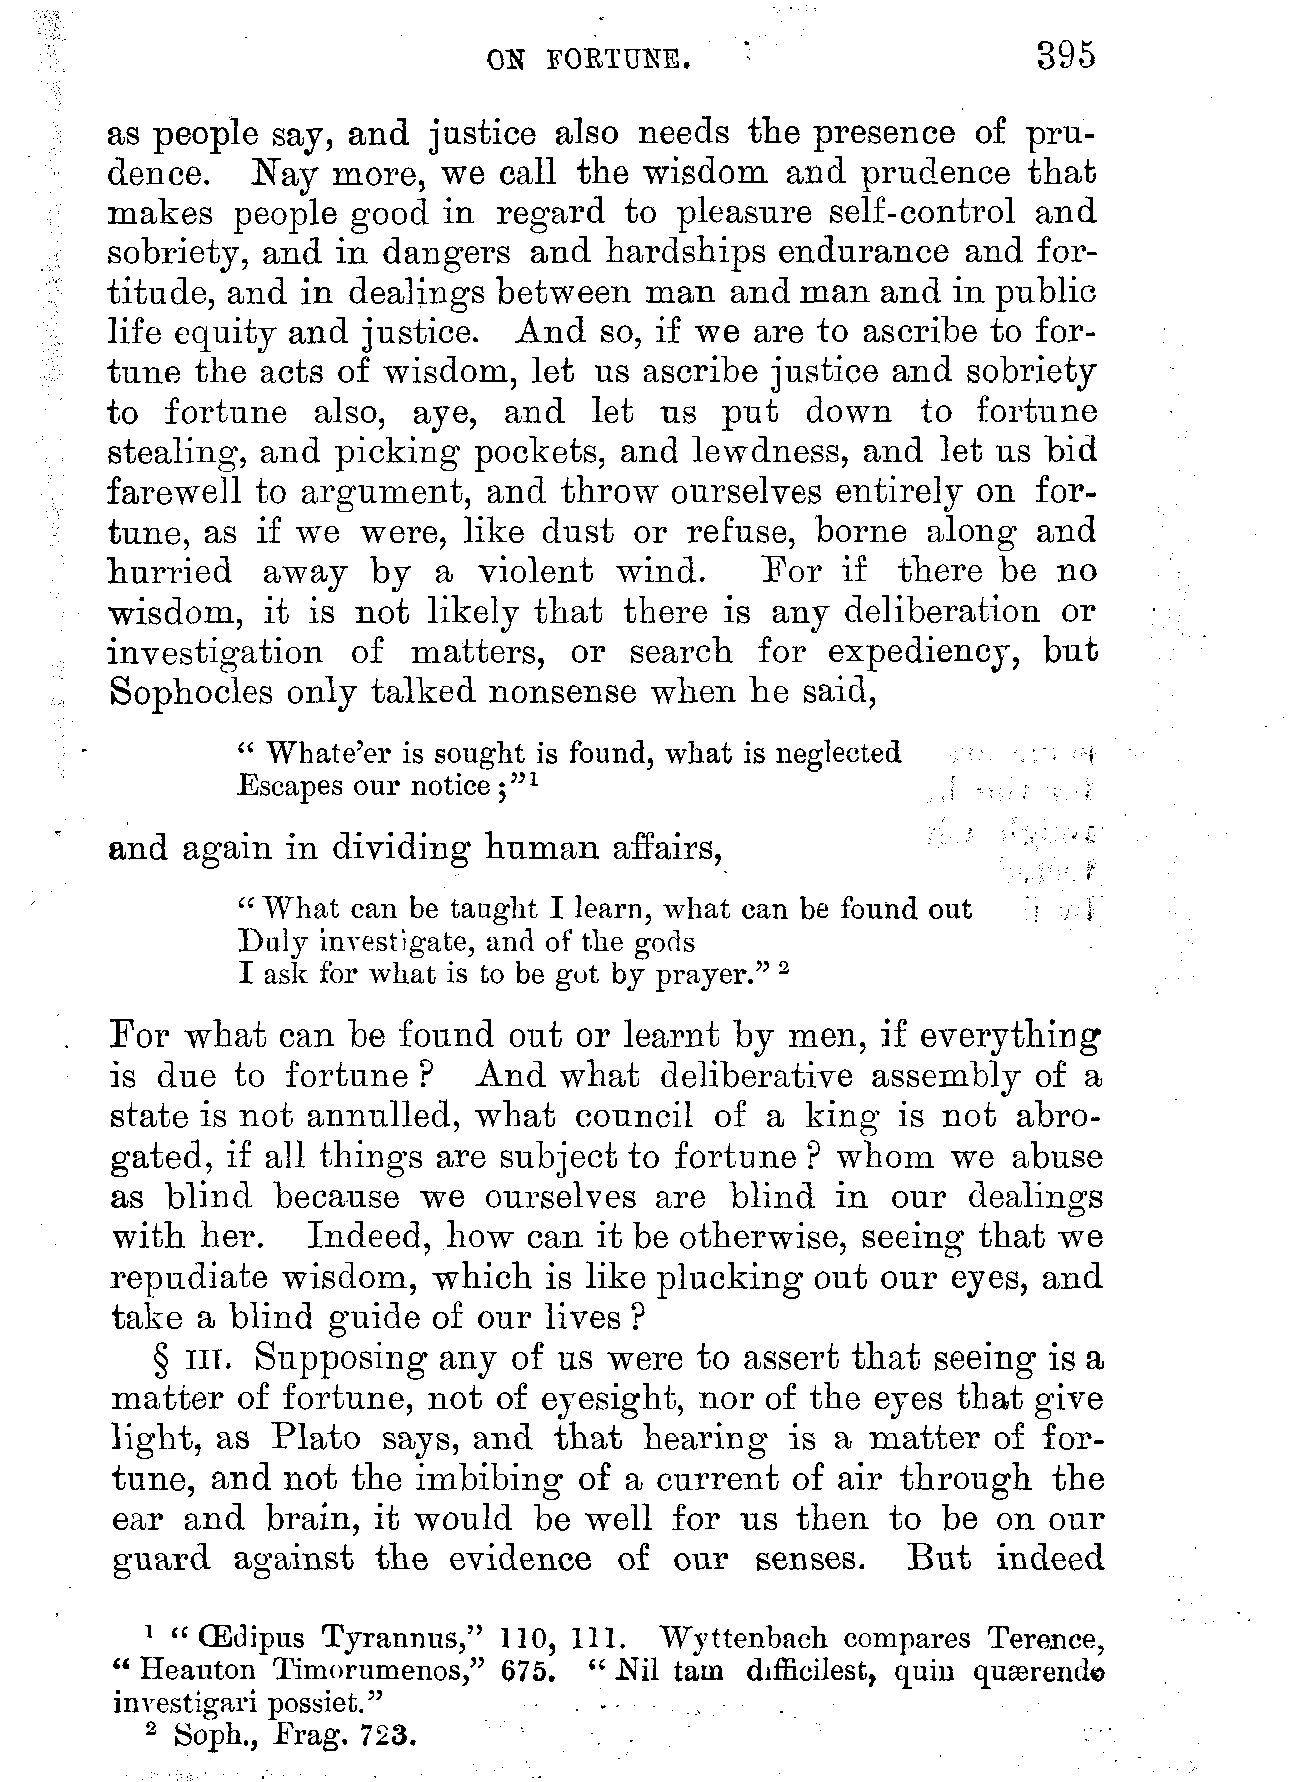 ON FORTUNE. 395
as people say, and justice also needs the presence of pru-
dence. Nay more, we call the wisdom and prudence that
makes people good in regard to pleasure self-control and
sobriety, and in dangers and hardships endurance and for-
titude, and in dealings between man and man and in public
life equity and justice. And so, if we are to ascribe to for-
tune the acts of wisdom, let us ascribe justice and sobriety
to fortune also, aye, and let us put down to fortune
stealing, and picking pockets, and lewdness, and let us bid
farewell to argument, and throw ourselves entirely on for-
tune, as if we were, like dust or refuse, borne along and
hurried away by a violent wind. For if there be no
wisdom, it is not likely that there is any deliberation or
investigation of matters, or search for expediency, but
Sophocles only talked nonsense when he said,
“ Whate’er is sought is found, what is neglected
Escapes our notice ;”¹
and again in dividing human affairs,
“ What can be taught I learn, what can be found out
Duly investigate, and of the gods
I ask for what is to be got by prayer.” ²
For what can be found out or learnt by men, if everything
is due to fortune ? And what deliberative assembly of a
state is not annulled, what council of a king is not abro-
gated, if all things are subject to fortune ? whom we abuse
as blind because we ourselves are blind in our dealings
with her. Indeed, how can it be otherwise, seeing that we
repudiate wisdom, which is like plucking out our eyes, and
take a blind guide of our lives ?
§ III. Supposing any of us were to assert that seeing is a
matter of fortune, not of eyesight, nor of the eyes that give
light, as Plato says, and that hearing is a matter of for-
tune, and not the imbibing of a current of air through the
ear and brain, it would be well for us then to be on our
guard against the evidence of our senses. But indeed
¹ “ Œdipus Tyrannus,” 110, 111. Wyttenbach compares Terence,
“ Heauton Timorumenos,” 675. “ Nil tam difficilest, quin quærendo
investigari possiet.”
² Soph., Frag. 723.